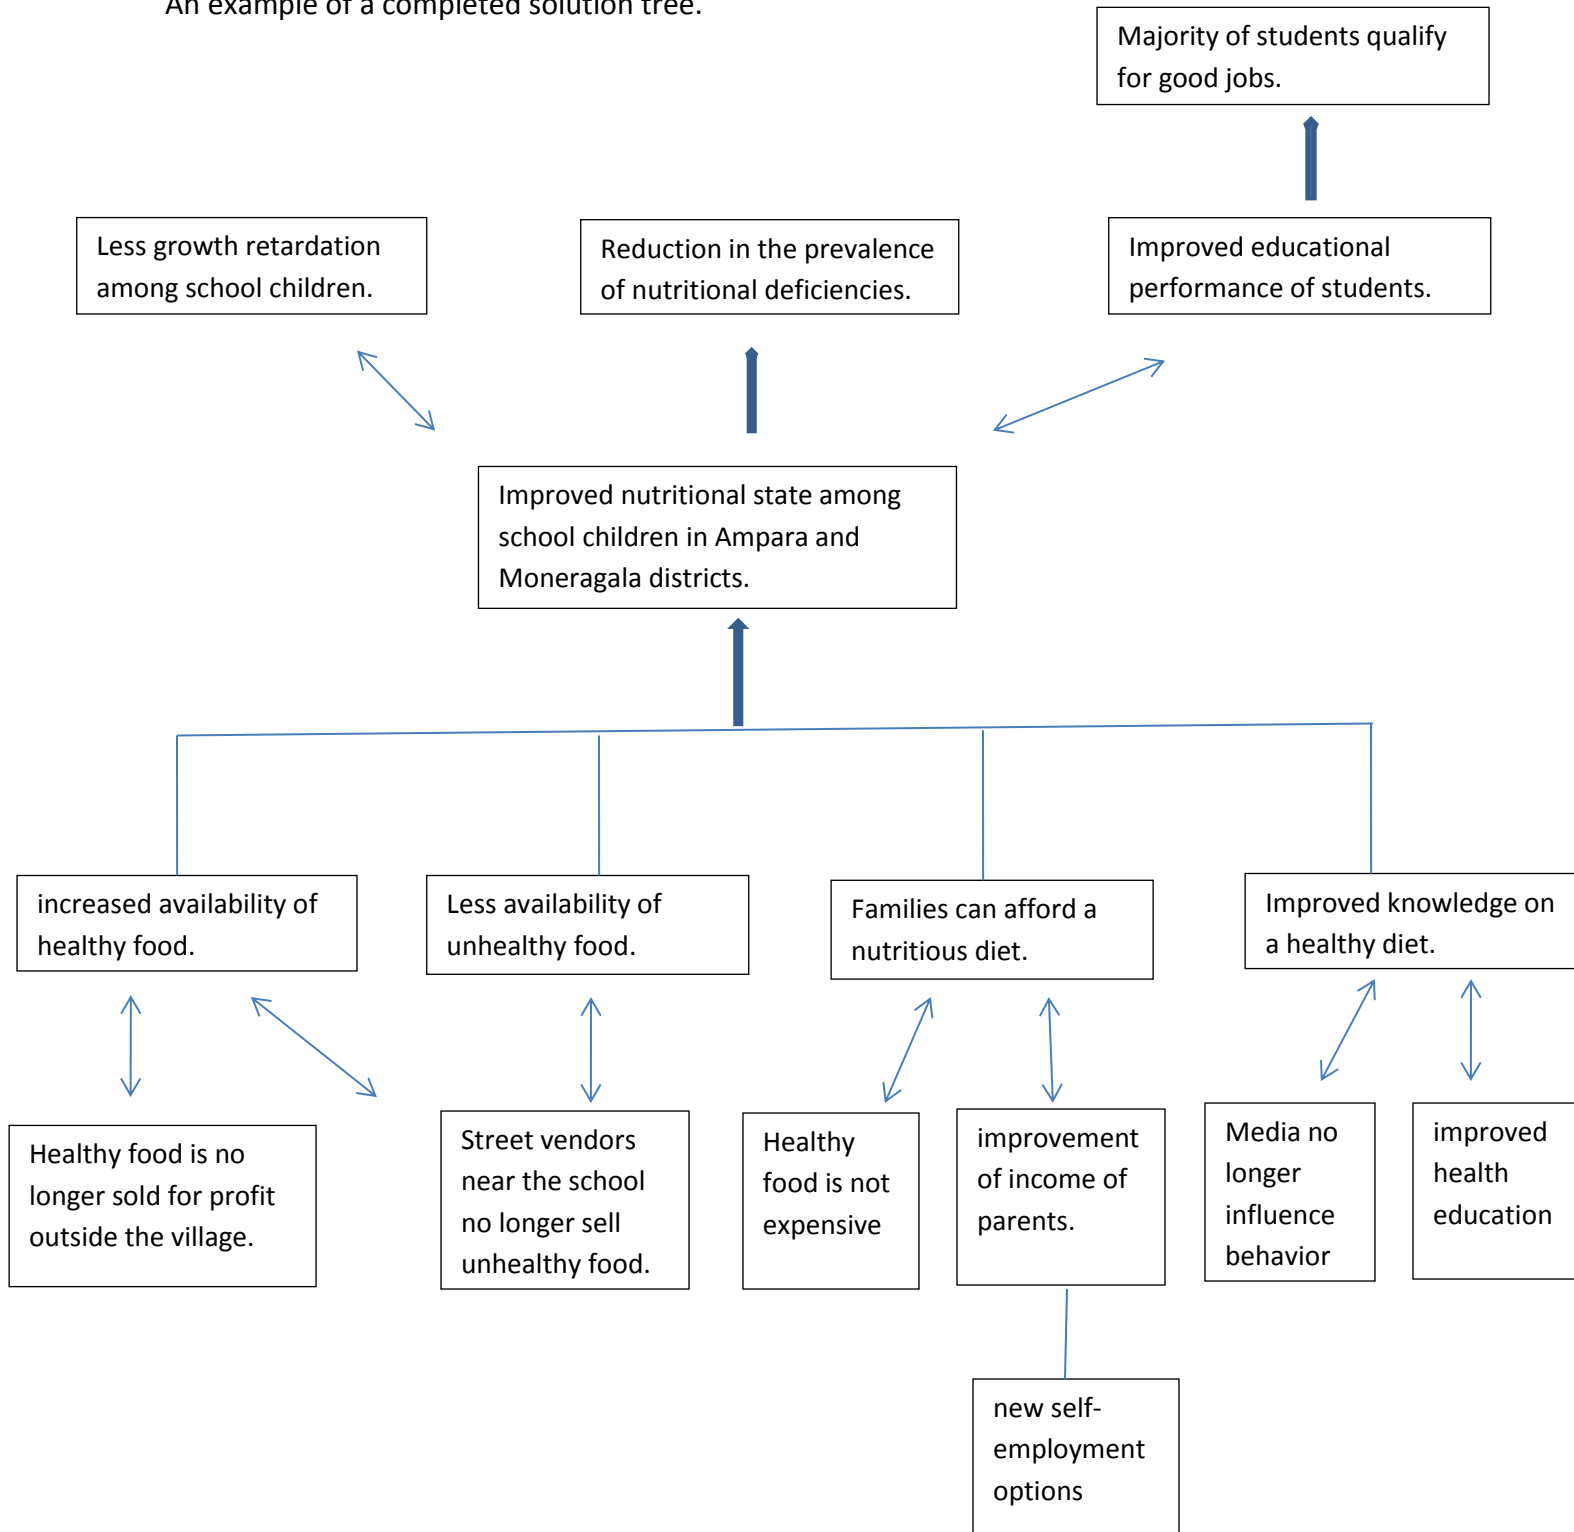 An example of a completed solution tree.
Majority of students qualify
for good jobs.
Less growth retardation
among school children.
Reduction in the prevalence
of nutritional deficiencies.
Improved educational
performance of students.
Improved nutritional state among
school children in Ampara and
Moneragala districts.
increased availability of
healthy food.
Less availability of
unhealthy food.
Families can afford a
nutritious diet.
Improved knowledge on
a healthy diet.
Healthy food is no
longer sold for profit
outside the village.
Street vendors
near the school
no longer sell
unhealthy food.
Healthy
food is not
expensive
improvement
of income of
parents.
Media no
longer
influence
behavior
improved
health
education
new self-
employment
options